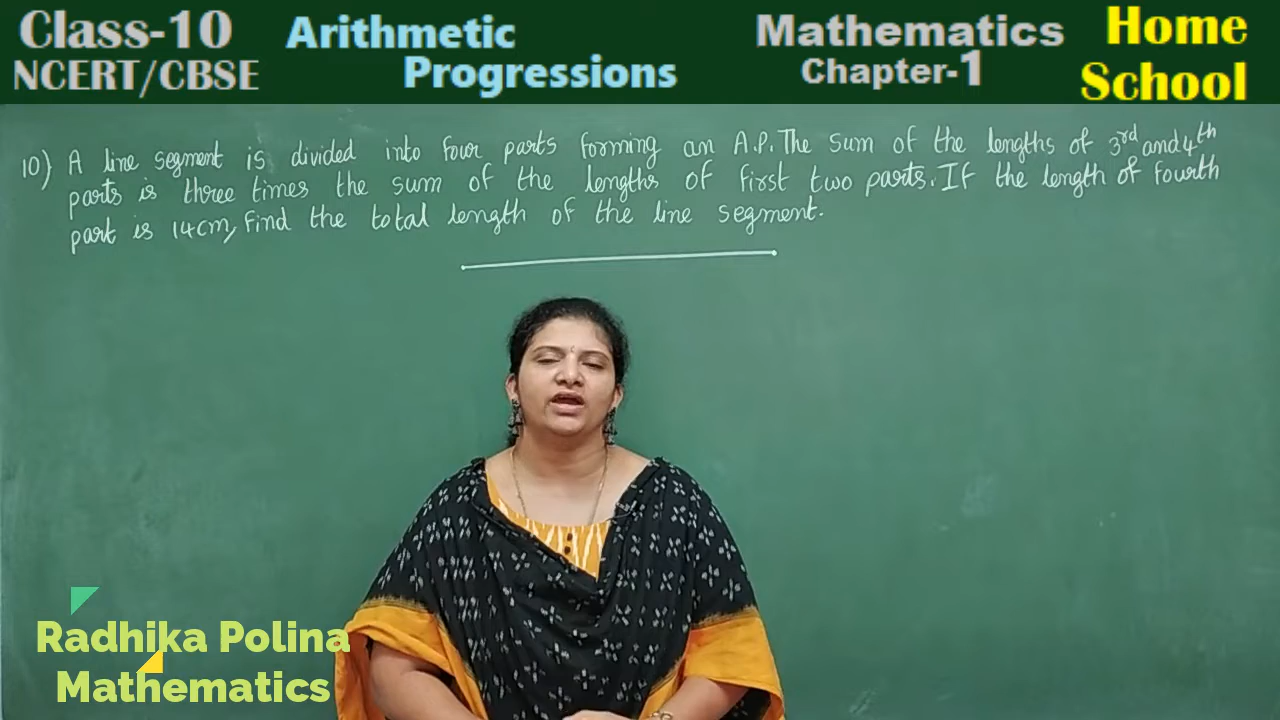 Class-10
NCERT/CBSE
Arithmetic
Progressions
Mathematics
Chapter-1
Home
School
10) A line segment is divided into four parts forming an A.P. The sum of the lengths of 3rd and 4th
parts is three times the sum of the lengths of first two parts. If the length of fourth
part is 14cm, Find the total length of the line segment.
Radhika Polina
Mathematics